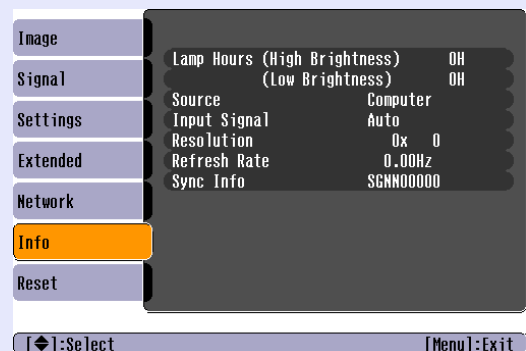 Image
Signal
Settings
Extended
Network
Info
Reset
Lamp Hours (High Brightness) 0H
(Low Brightness) 0H
Source Computer
Input Signal Auto
Resolution 0x 0
Refresh Rate 0.00Hz
Sync Info SGNN00000
[◆]:Select [Menu]:Exit